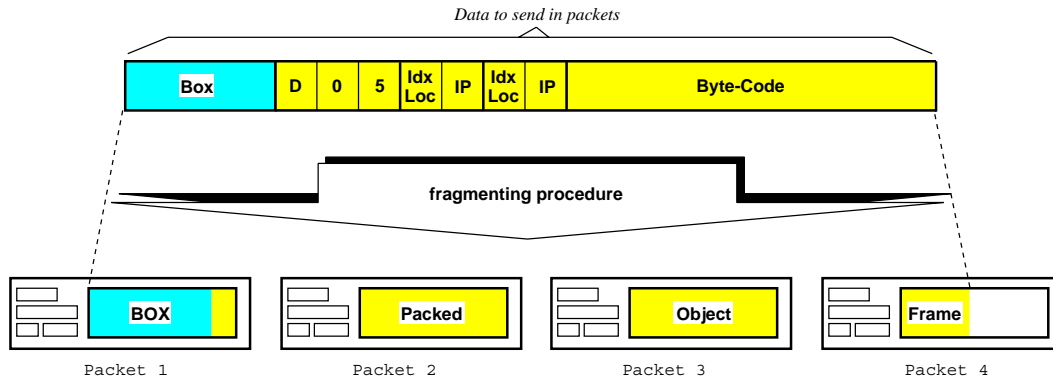 Data to send in packets
Box D 0 5 Idx Loc IP Idx Loc IP Byte-Code
fragmenting procedure
BOX Packed Object Frame
Packet 1 Packet 2 Packet 3 Packet 4